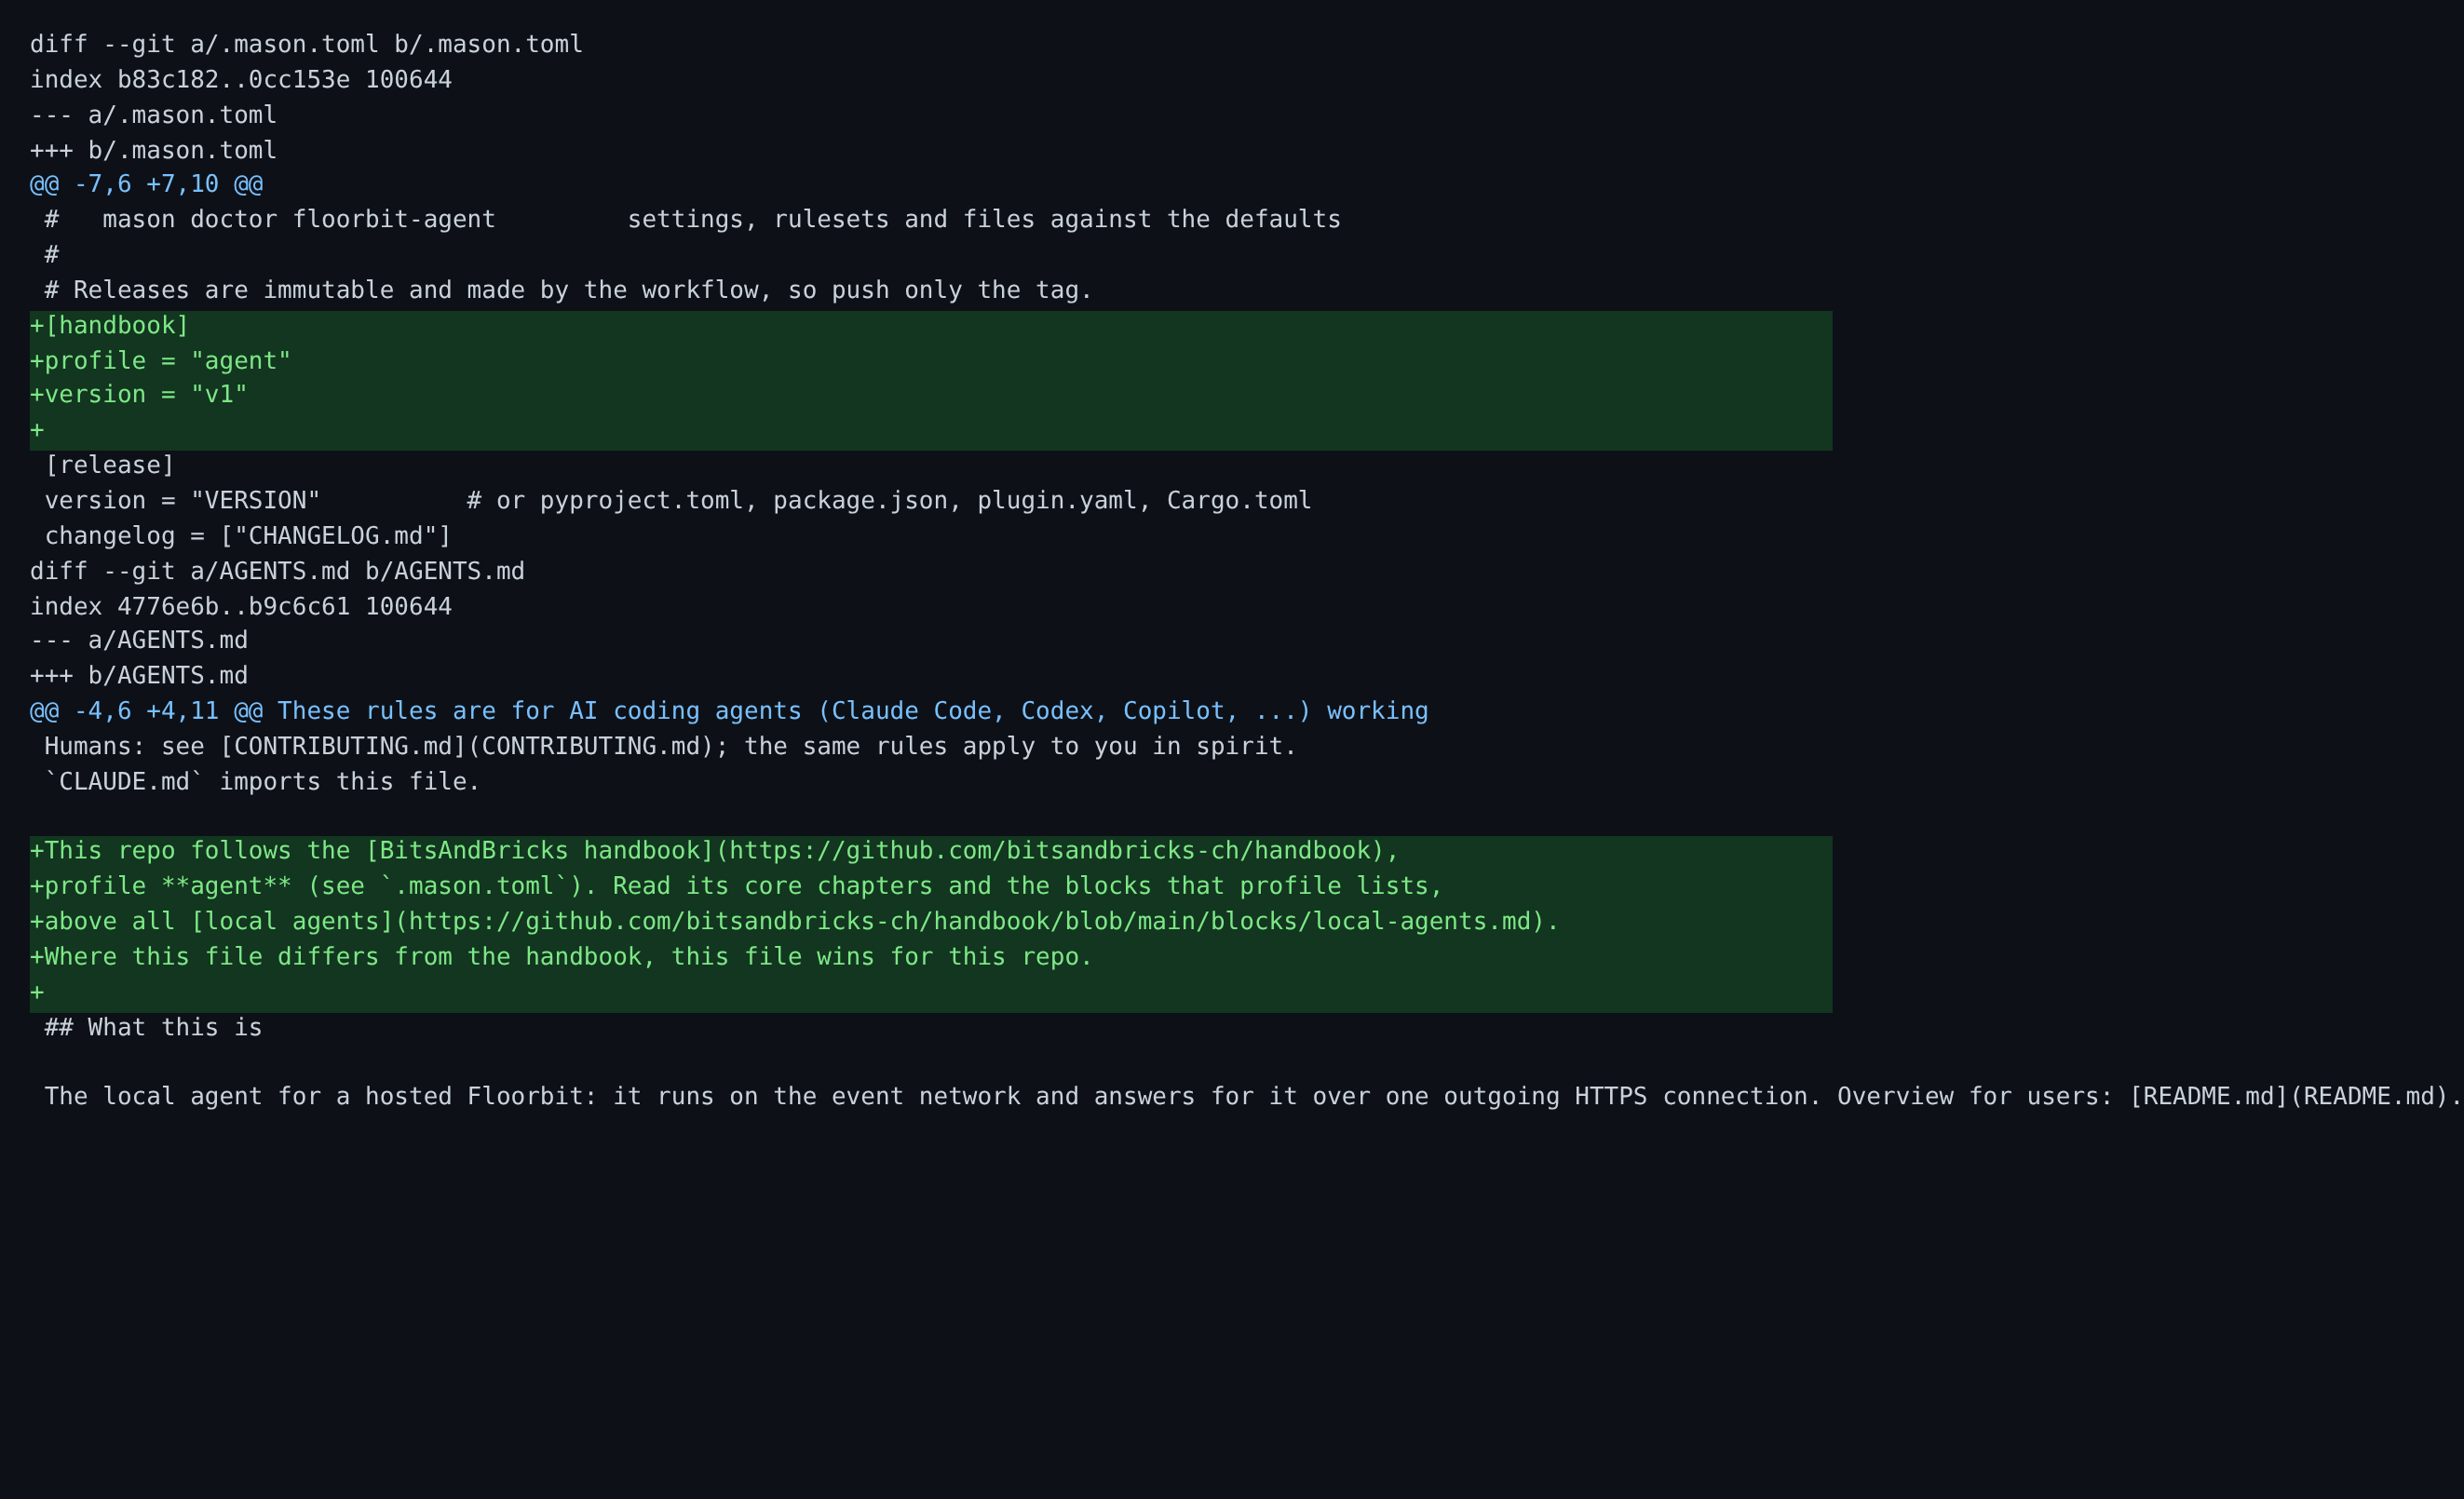 diff --git a/.mason.toml b/.mason.toml
index b83c182..0cc153e 100644
--- a/.mason.toml
+++ b/.mason.toml
@@ -7,6 +7,10 @@
 #   mason doctor floorbit-agent         settings, rulesets and files against the defaults
 #
 # Releases are immutable and made by the workflow, so push only the tag.
+[handbook]
+profile = "agent"
+version = "v1"
+
 [release]
 version = "VERSION"          # or pyproject.toml, package.json, plugin.yaml, Cargo.toml
 changelog = ["CHANGELOG.md"]
diff --git a/AGENTS.md b/AGENTS.md
index 4776e6b..b9c6c61 100644
--- a/AGENTS.md
+++ b/AGENTS.md
@@ -4,6 +4,11 @@ These rules are for AI coding agents (Claude Code, Codex, Copilot, ...) working
 Humans: see [CONTRIBUTING.md](CONTRIBUTING.md); the same rules apply to you in spirit.
 `CLAUDE.md` imports this file.

+This repo follows the [BitsAndBricks handbook](https://github.com/bitsandbricks-ch/handbook),
+profile **agent** (see `.mason.toml`). Read its core chapters and the blocks that profile lists,
+above all [local agents](https://github.com/bitsandbricks-ch/handbook/blob/main/blocks/local-agents.md).
+Where this file differs from the handbook, this file wins for this repo.
+
 ## What this is

 The local agent for a hosted Floorbit: it runs on the event network and answers for it over one outgoing HTTPS connection. Overview for users: [README.md](README.md).